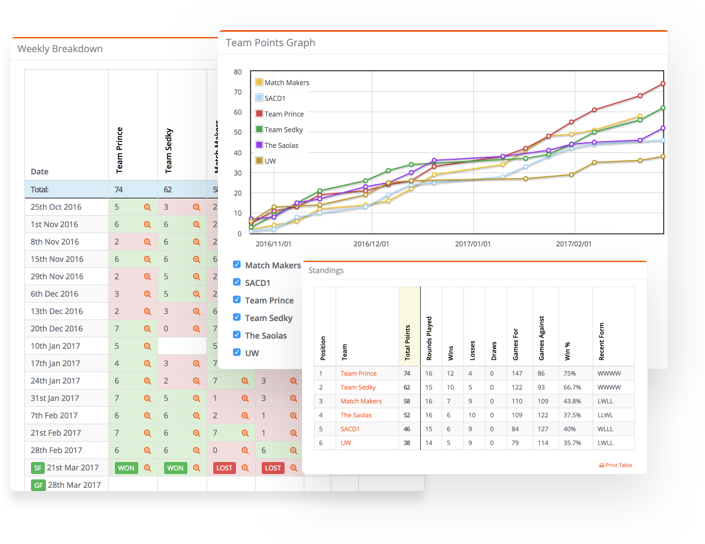 Weekly Breakdown
Date Team Prince Team Sedky
Total: 74 62
25th Oct 2016 5 3 2
1st Nov 2016 6 6 2
8th Nov 2016 2 6
15th Nov 2016 6 6
29th Nov 2016 2 5 2
6th Dec 2016 3 5 2
13th Dec 2016 2 3 6
20th Dec 2016 7 0 7
10th Jan 2017 5 5
17th Jan 2017 4 3 7
24th Jan 2017 6 2 7 3
31st Jan 2017 7 5 1 3
7th Feb 2017 6 6 2 1
21st Feb 2017 7 6 7 1
28th Feb 2017 6 6 0 6
SF 21st Mar 2017 WON WON LOST LOST
GF 28th Mar 2017
Team Points Graph
80
70
60
50
40
30
20
10
0
Match Makers
SACD1
Team Prince
Team Sedky
The Saolas
UW
2016/11/01 2016/12/01 2017/01/01 2017/02/01
Match Makers
SACD1
Team Prince
Team Sedky
The Saolas
UW
Standings
Position Team Total Points Rounds Played Wins Losses Draws Games For Games Against Win % Recent Form
1 Team Prince 74 16 12 4 0 147 86 75% WWWW
2 Team Sedky 62 15 10 5 0 122 93 66.7% WWWW
3 Match Makers 58 16 7 9 0 110 109 43.8% LWLL
4 The Saolas 52 16 6 10 0 109 122 37.5% LLWL
5 SACD1 46 15 6 9 0 84 127 40% WLLL
6 UW 38 14 5 9 0 79 114 35.7% LWLL
Print Table